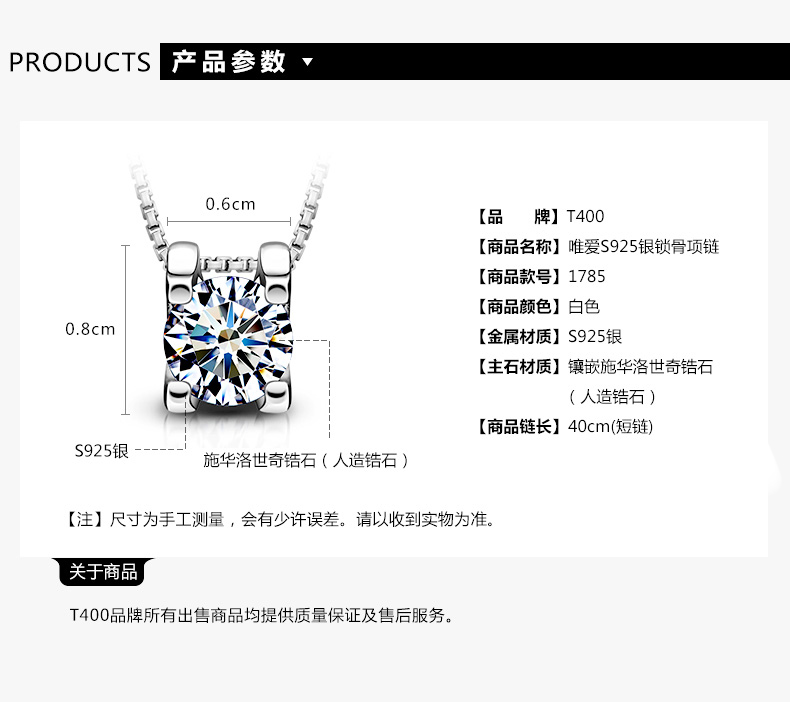 PRODUCTS 产品参数
0.6cm
0.8cm
S925银
施华洛世奇锆石（人造锆石）
【品　　牌】T400
【商品名称】唯爱S925银锁骨项链
【商品款号】1785
【商品颜色】白色
【金属材质】S925银
【主石材质】镶嵌施华洛世奇锆石
（人造锆石）
【商品链长】40cm(短链)
【注】尺寸为手工测量，会有少许误差。请以收到实物为准。
关于商品
T400品牌所有出售商品均提供质量保证及售后服务。